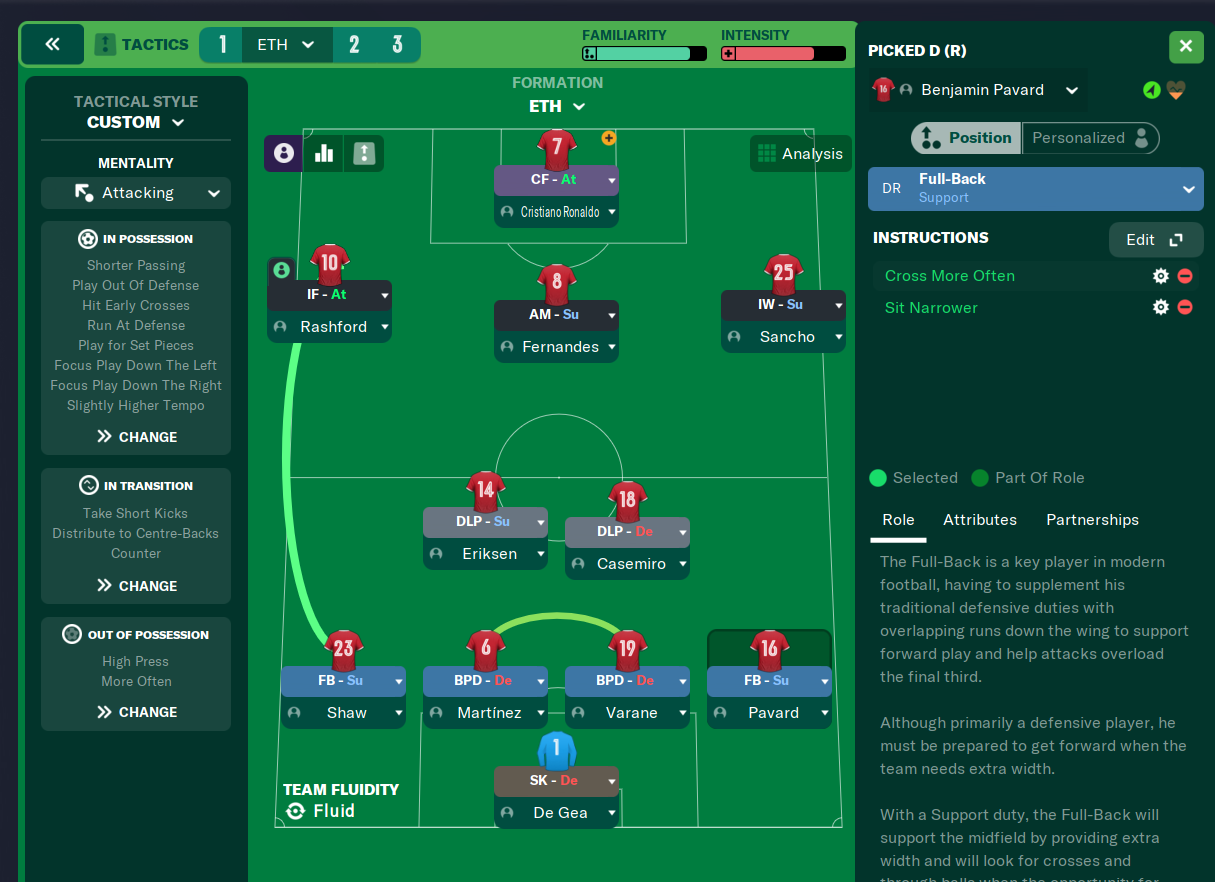 TACTICS
1
ETH
2
3
FAMILIARITY
INTENSITY
TACTICAL STYLE
CUSTOM
MENTALITY
Attacking
IN POSSESSION
Shorter Passing
Play Out Of Defense
Hit Early Crosses
Run At Defense
Play for Set Pieces
Focus Play Down The Left
Focus Play Down The Right
Slightly Higher Tempo
CHANGE
IN TRANSITION
Take Short Kicks
Distribute to Centre-Backs
Counter
CHANGE
OUT OF POSSESSION
High Press
More Often
CHANGE
FORMATION
ETH
Analysis
7
CF - At
Cristiano Ronaldo
10
IF - At
Rashford
8
AM - Su
Fernandes
25
IW - Su
Sancho
14
DLP - Su
Eriksen
18
DLP - De
Casemiro
23
FB - Su
Shaw
6
BPD - De
Martínez
19
BPD - De
Varane
16
FB - Su
Pavard
1
SK - De
De Gea
TEAM FLUIDITY
Fluid
PICKED D (R)
16
Benjamin Pavard
Position
Personalized
DR
Full-Back
Support
INSTRUCTIONS
Edit
Cross More Often
Sit Narrower
Selected
Part Of Role
Role
Attributes
Partnerships
The Full-Back is a key player in modern
football, having to supplement his
traditional defensive duties with
overlapping runs down the wing to support
forward play and help attacks overload
the final third.
Although primarily a defensive player, he
must be prepared to get forward when the
team needs extra width.
With a Support duty, the Full-Back will
support the midfield by providing extra
width and will look for crosses and
through balls when the opportunity for